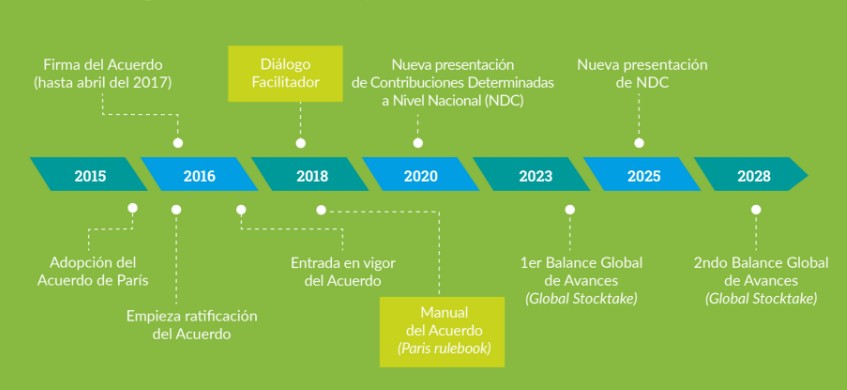 Firma del Acuerdo
(hasta abril del 2017)
Diálogo
Facilitador
Nueva presentación
de Contribuciones Determinadas
a Nivel Nacional (NDC)
Nueva presentación
de NDC
2015
2016
2018
2020
2023
2025
2028
Adopción del
Acuerdo de París
Empieza ratificación
del Acuerdo
Entrada en vigor
del Acuerdo
Manual
del Acuerdo
(Paris rulebook)
1er Balance Global
de Avances
(Global Stocktake)
2ndo Balance Global
de Avances
(Global Stocktake)